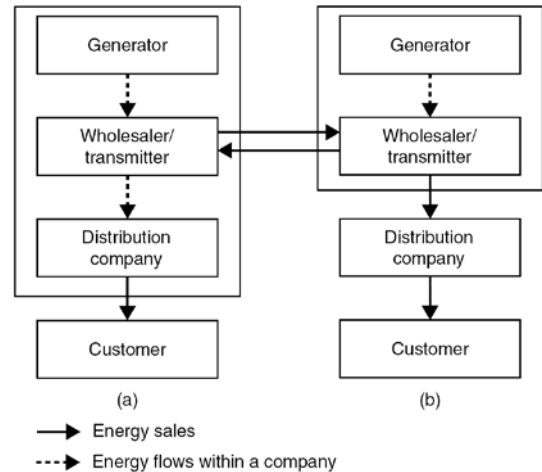 Generator
Generator
Wholesaler/
transmitter
Wholesaler/
transmitter
Distribution
company
Distribution
company
Customer
Customer
(a)
(b)
Energy sales
Energy flows within a company